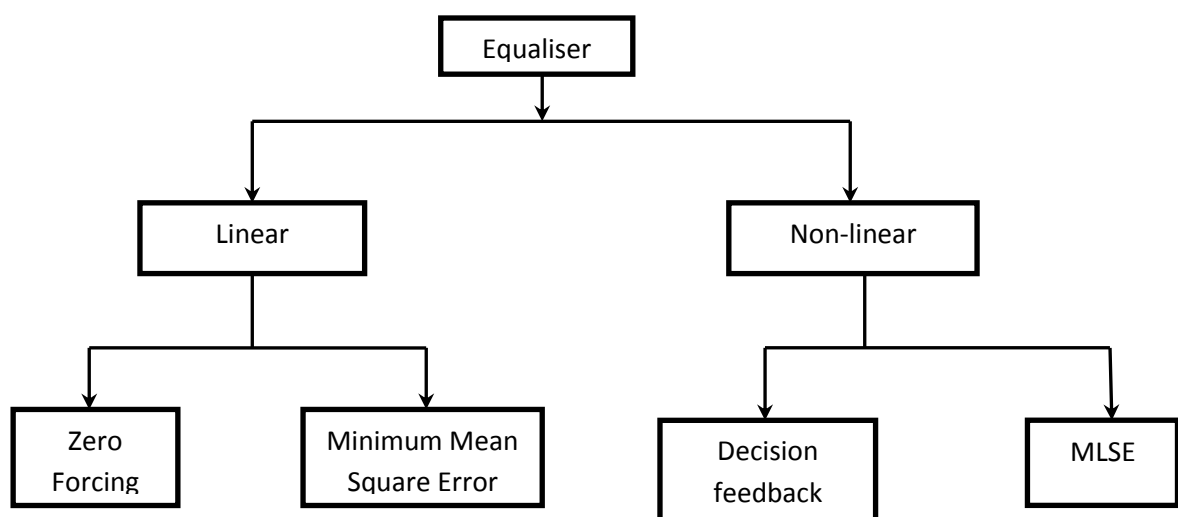 Equaliser
Linear
Non-linear
Zero
Forcing
Minimum Mean
Square Error
Decision
feedback
MLSE